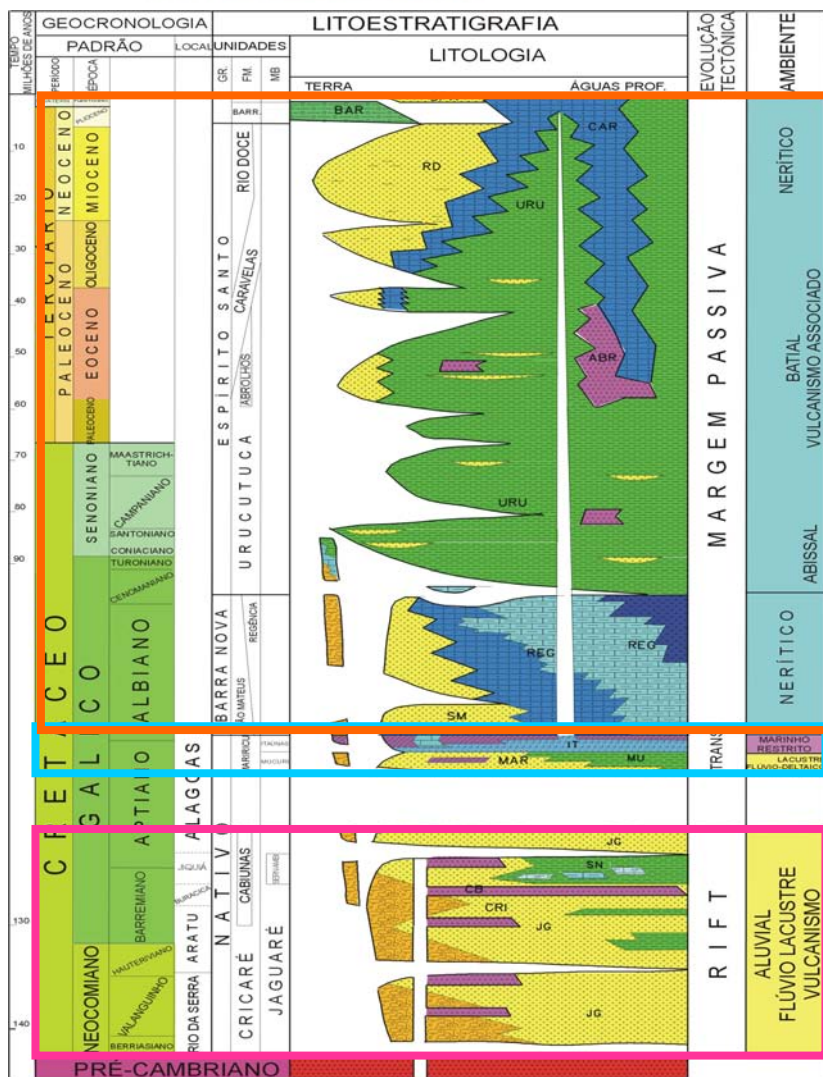 GEOCRONOLOGIA
LITOESTRATIGRAFIA
TEMPO
MILHÕES DE ANOS
PADRÃO
LOCAL
UNIDADES
LITOLOGIA
EVOLUÇÃO
TECTÔNICA
AMBIENTE
PERÍODO
ÉPOCA
GR.
FM.
MB
TERRA
ÁGUAS PROF.
10
20
30
40
50
60
70
80
90
130
140
TERCIÁRIO
NEOCENO
PALEOCENO
PLIOCENO
MIOCENO
OLIGOCENO
EOCENO
PALEOCENO
CRETACEO
SENONIANO
GALICO
NEOCOMIANO
MAASTRICH-
TIANO
CAMPANIANO
SANTONIANO
CONIACIANO
TURONIANO
CENOMANIANO
ALBIANO
APTIANO
BARREMIANO
HAUTERIVIANO
VALANGUINHO
BERRIASIANO
ALAGOAS
JIQUIÁ
BURACICA
ARATU
RIO DA SERRA
ESPÍRITO SANTO
BARRA NOVA
NATIVO
BARR.
RIO DOCE
CARAVELAS
ABROLHOS
URUCUTUCA
REGÊNCIA
SÃO MATEUS
MARIRICU
ITAÚNAS
MUCURI
CABIUNAS
CRICARÉ
JAGUARÉ
BAR
CAR
RD
URU
ABR.
URU
REG
REG
SM
IT
MAR
MU
JG
SN
CB
CRI
JG
JG
MARGEM PASSIVA
TRANS
RIFT
NERÍTICO
BATIAL
VULCANISMO ASSOCIADO
ABISSAL
NERÍTICO
MARINHO
RESTRITO
LACUSTRE
FLÚVIO-DELTAICO
ALUVIAL
FLÚVIO LACUSTRE
VULCANISMO
PRÉ-CAMBRIANO